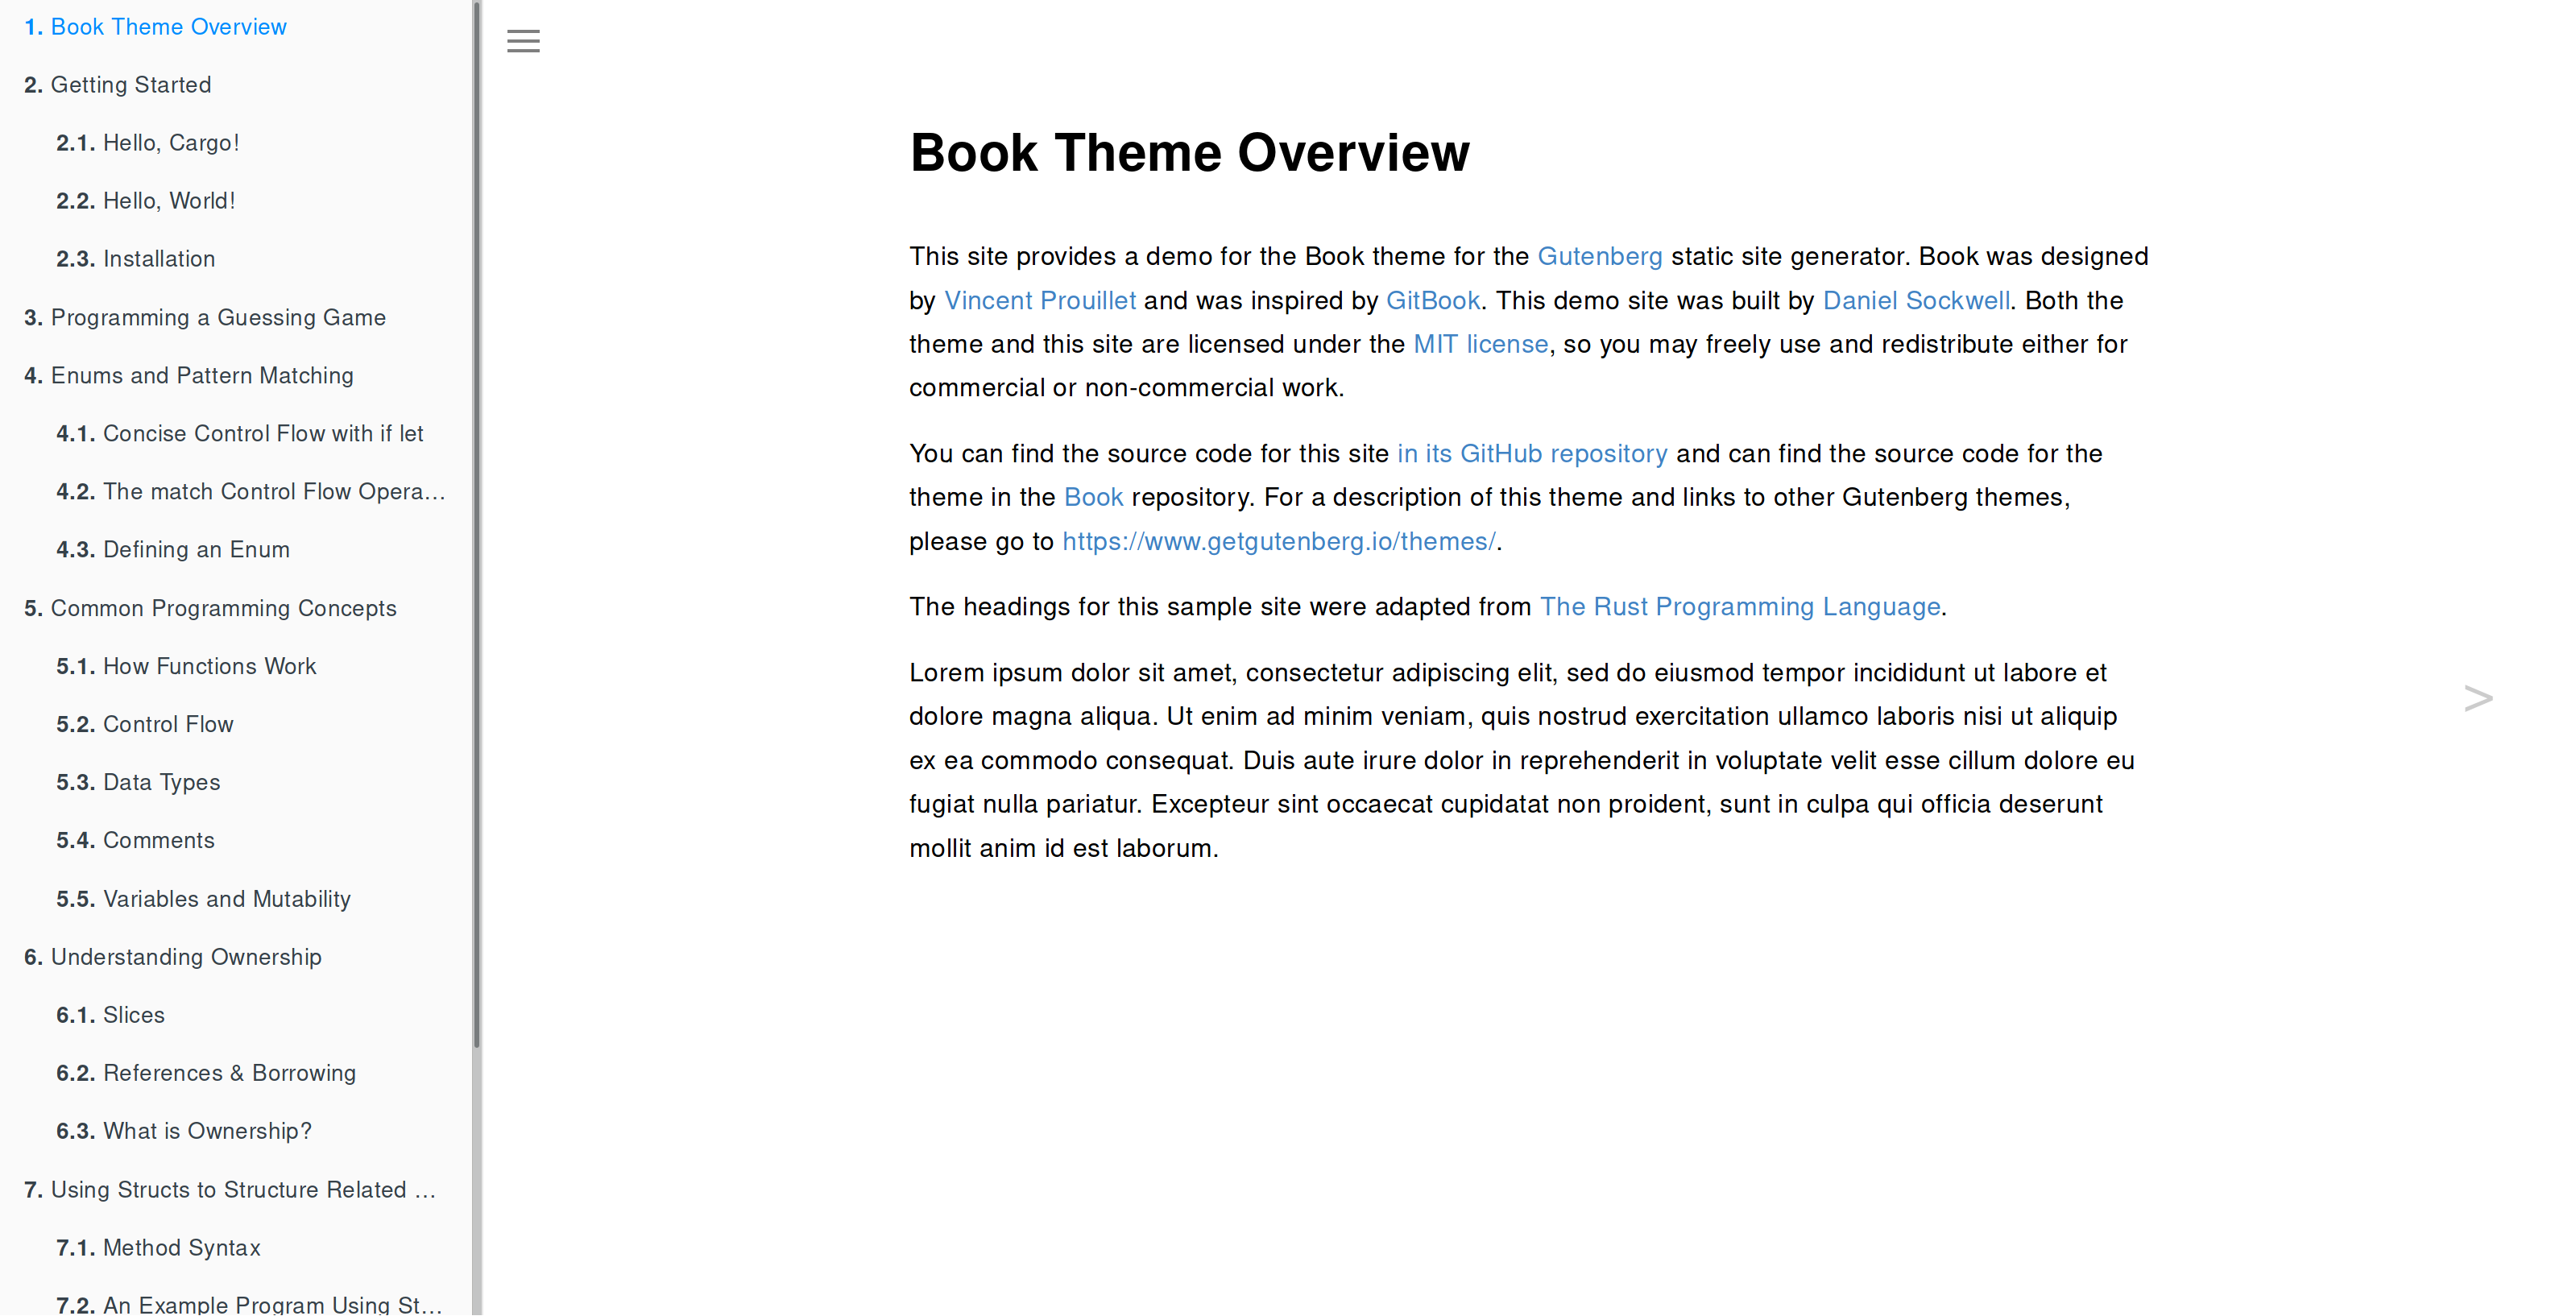 1. Book Theme Overview
2. Getting Started
2.1. Hello, Cargo!
2.2. Hello, World!
2.3. Installation
3. Programming a Guessing Game
4. Enums and Pattern Matching
4.1. Concise Control Flow with if let
4.2. The match Control Flow Opera…
4.3. Defining an Enum
5. Common Programming Concepts
5.1. How Functions Work
5.2. Control Flow
5.3. Data Types
5.4. Comments
5.5. Variables and Mutability
6. Understanding Ownership
6.1. Slices
6.2. References & Borrowing
6.3. What is Ownership?
7. Using Structs to Structure Related …
7.1. Method Syntax
7.2. An Example Program Using St…
Book Theme Overview
This site provides a demo for the Book theme for the Gutenberg static site generator. Book was designed
by Vincent Prouillet and was inspired by GitBook. This demo site was built by Daniel Sockwell. Both the
theme and this site are licensed under the MIT license, so you may freely use and redistribute either for
commercial or non-commercial work.
You can find the source code for this site in its GitHub repository and can find the source code for the
theme in the Book repository. For a description of this theme and links to other Gutenberg themes,
please go to https://www.getgutenberg.io/themes/.
The headings for this sample site were adapted from The Rust Programming Language.
Lorem ipsum dolor sit amet, consectetur adipiscing elit, sed do eiusmod tempor incididunt ut labore et
dolore magna aliqua. Ut enim ad minim veniam, quis nostrud exercitation ullamco laboris nisi ut aliquip
ex ea commodo consequat. Duis aute irure dolor in reprehenderit in voluptate velit esse cillum dolore eu
fugiat nulla pariatur. Excepteur sint occaecat cupidatat non proident, sunt in culpa qui officia deserunt
mollit anim id est laborum.
>